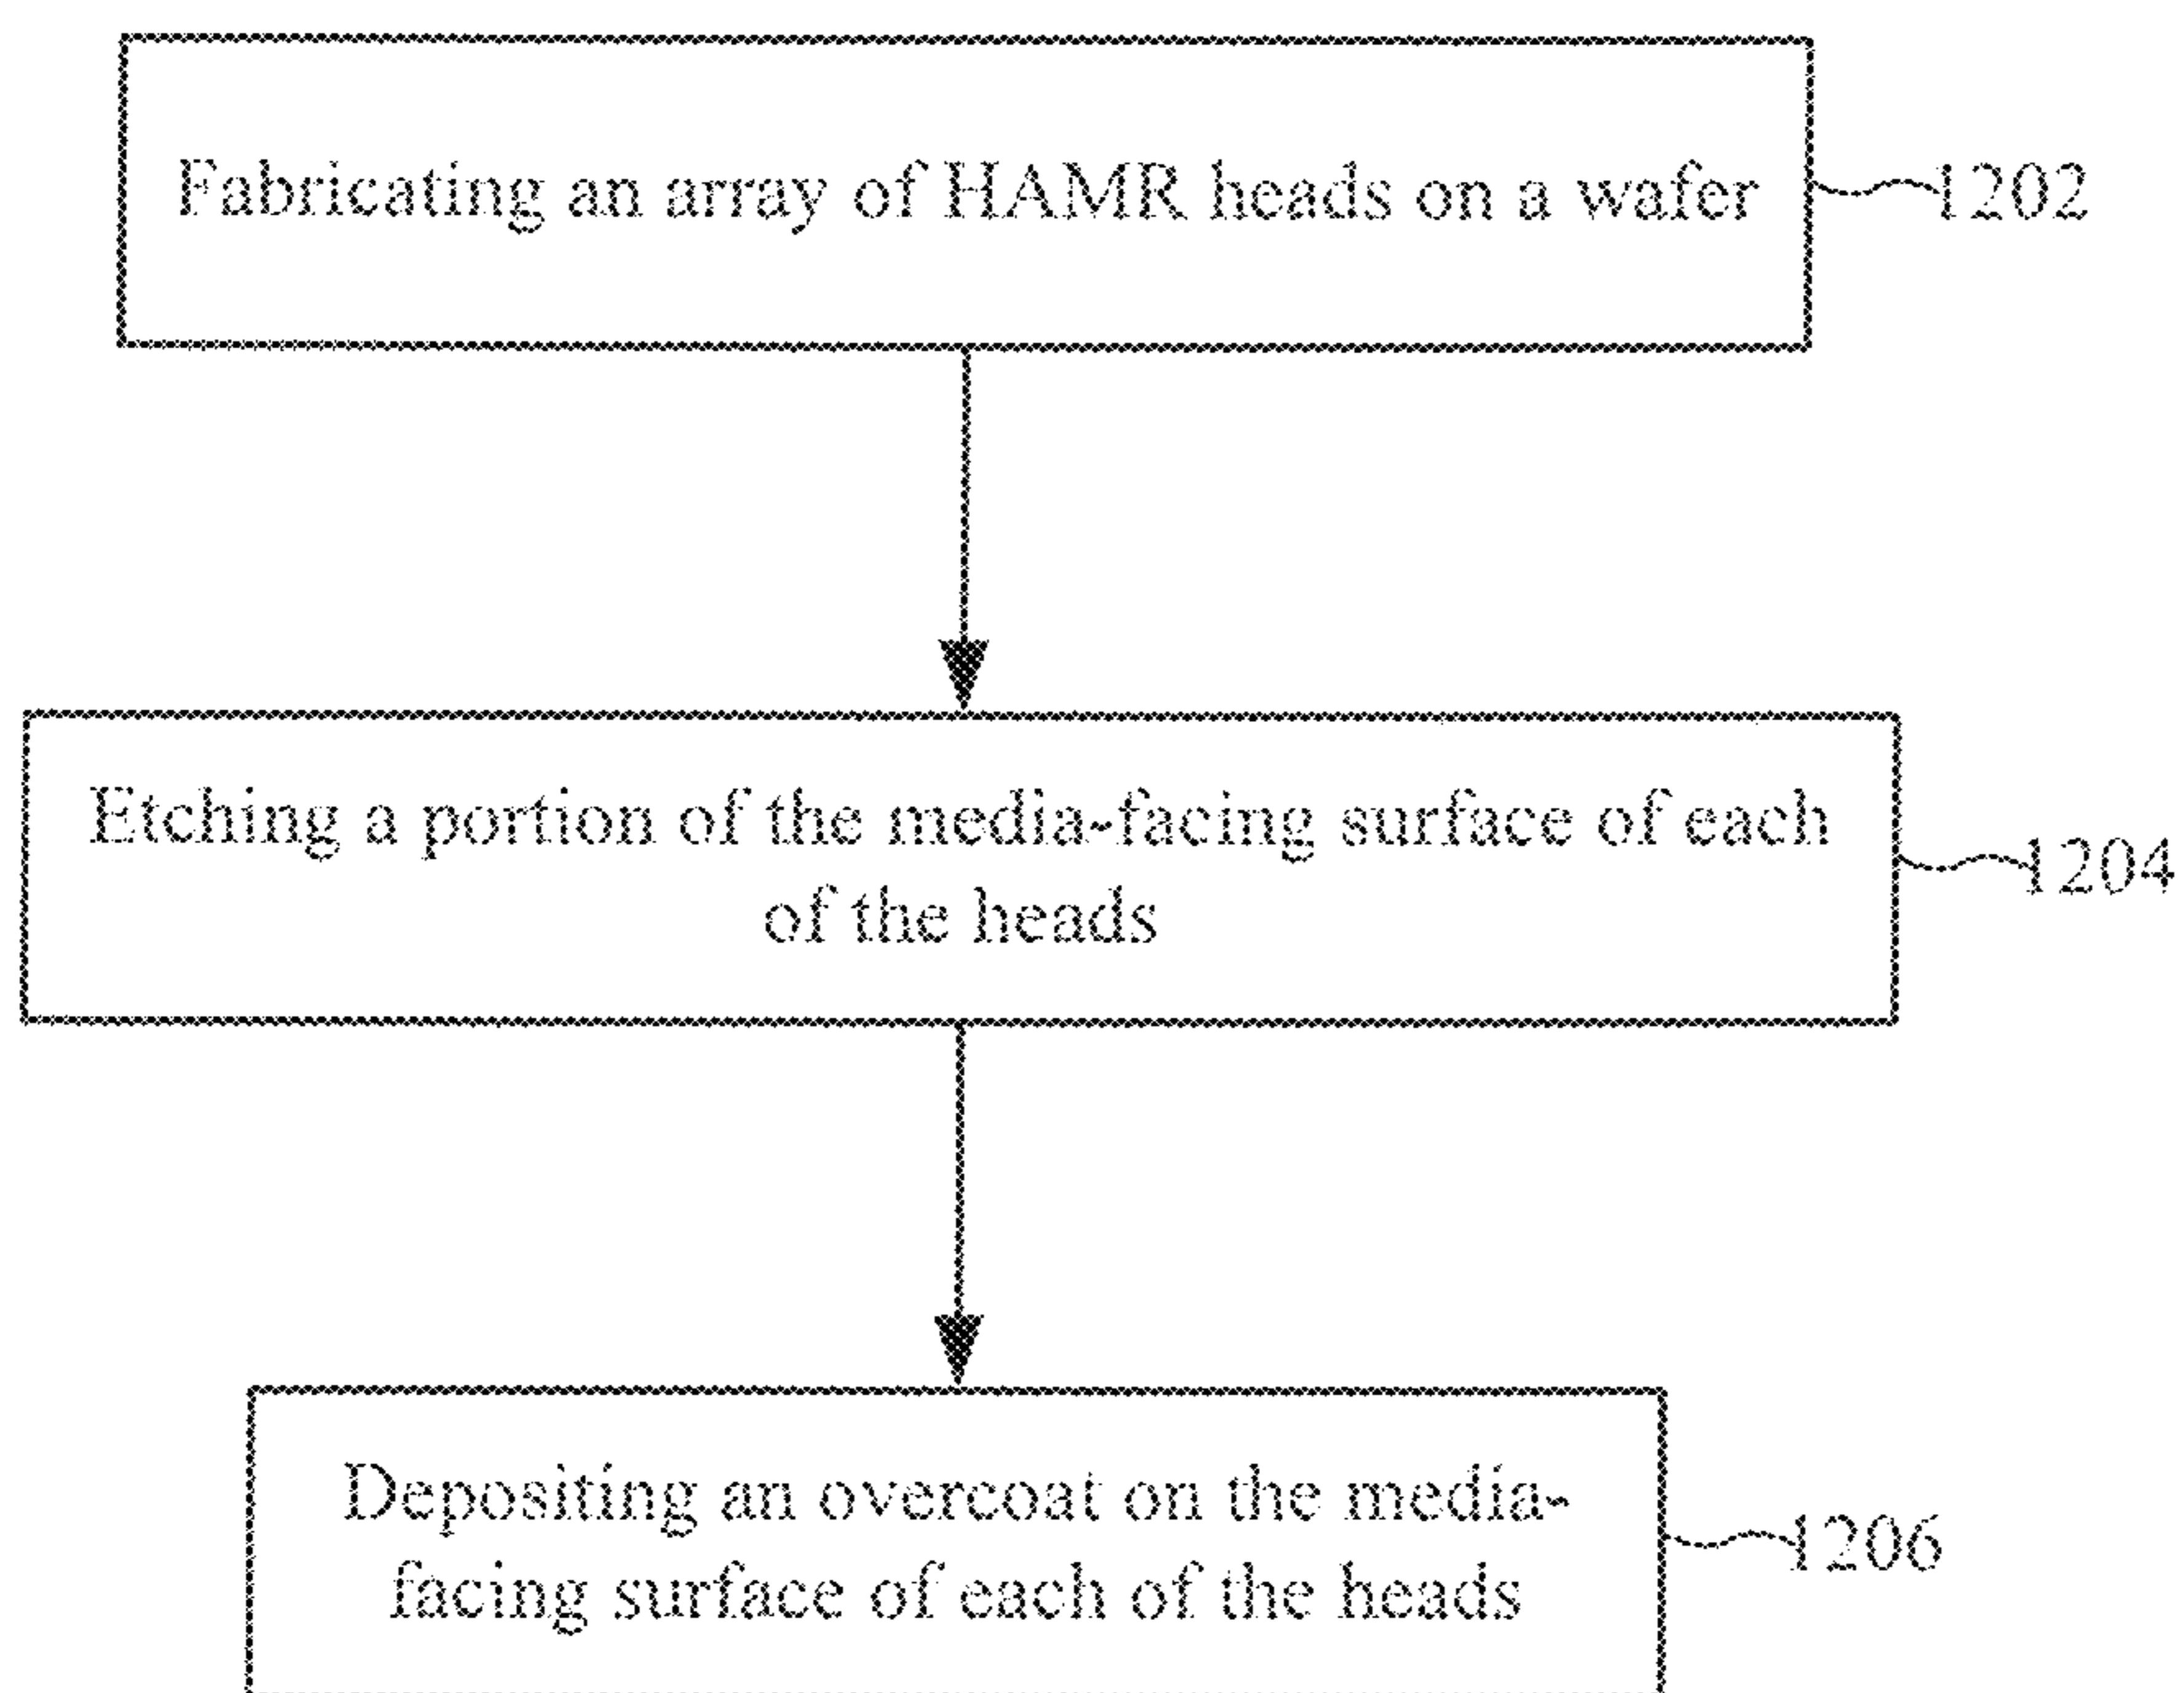 Fabricating an array of HAMR heads on a wafer
1202
Etching a portion of the media-facing surface of each
of the heads
1204
Depositing an overcoat on the media-
facing surface of each of the heads
1206